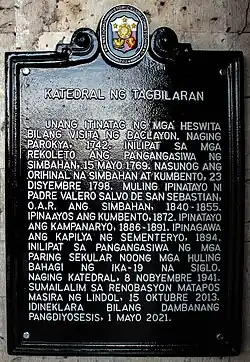 KATEDRAL NG TAGBILARAN
UNANG ITINATAG NG MGA HESWITA
BILANG VISITA NG BACLAYON. NAGING
PAROKYA, 1742. INILIPAT SA MGA
REKOLETO ANG PANGANGASIWA NG
SIMBAHAN, 15 MAYO 1769. NASUNOG ANG
ORIHINAL NA SIMBAHAN AT KUMBENTO, 23
DISYEMBRE 1798. MULING IPINATAYO NI
PADRE VALERO SALVO DE SAN SEBASTIAN,
O.A.R. ANG SIMBAHAN, 1840-1855.
IPINAAYOS ANG KUMBENTO, 1872. IPINATAYO
ANG KAMPANARYO, 1886-1891. IPINAGAWA
ANG KAPILYA NG SEMENTERYO, 1894.
INILIPAT SA PANGANGASIWA NG MGA
PARING SEKULAR NOONG MGA HULING
BAHAGI NG IKA-19 NA SIGLO.
NAGING KATEDRAL, 8 NOBYEMBRE 1941.
SUMAILALIM SA RENOBASYON MATAPOS
MASIRA NG LINDOL, 15 OKTUBRE 2013.
IDINEKLARA BILANG DAMBANANG
PANGDIYOSESIS, 1 MAYO 2021.